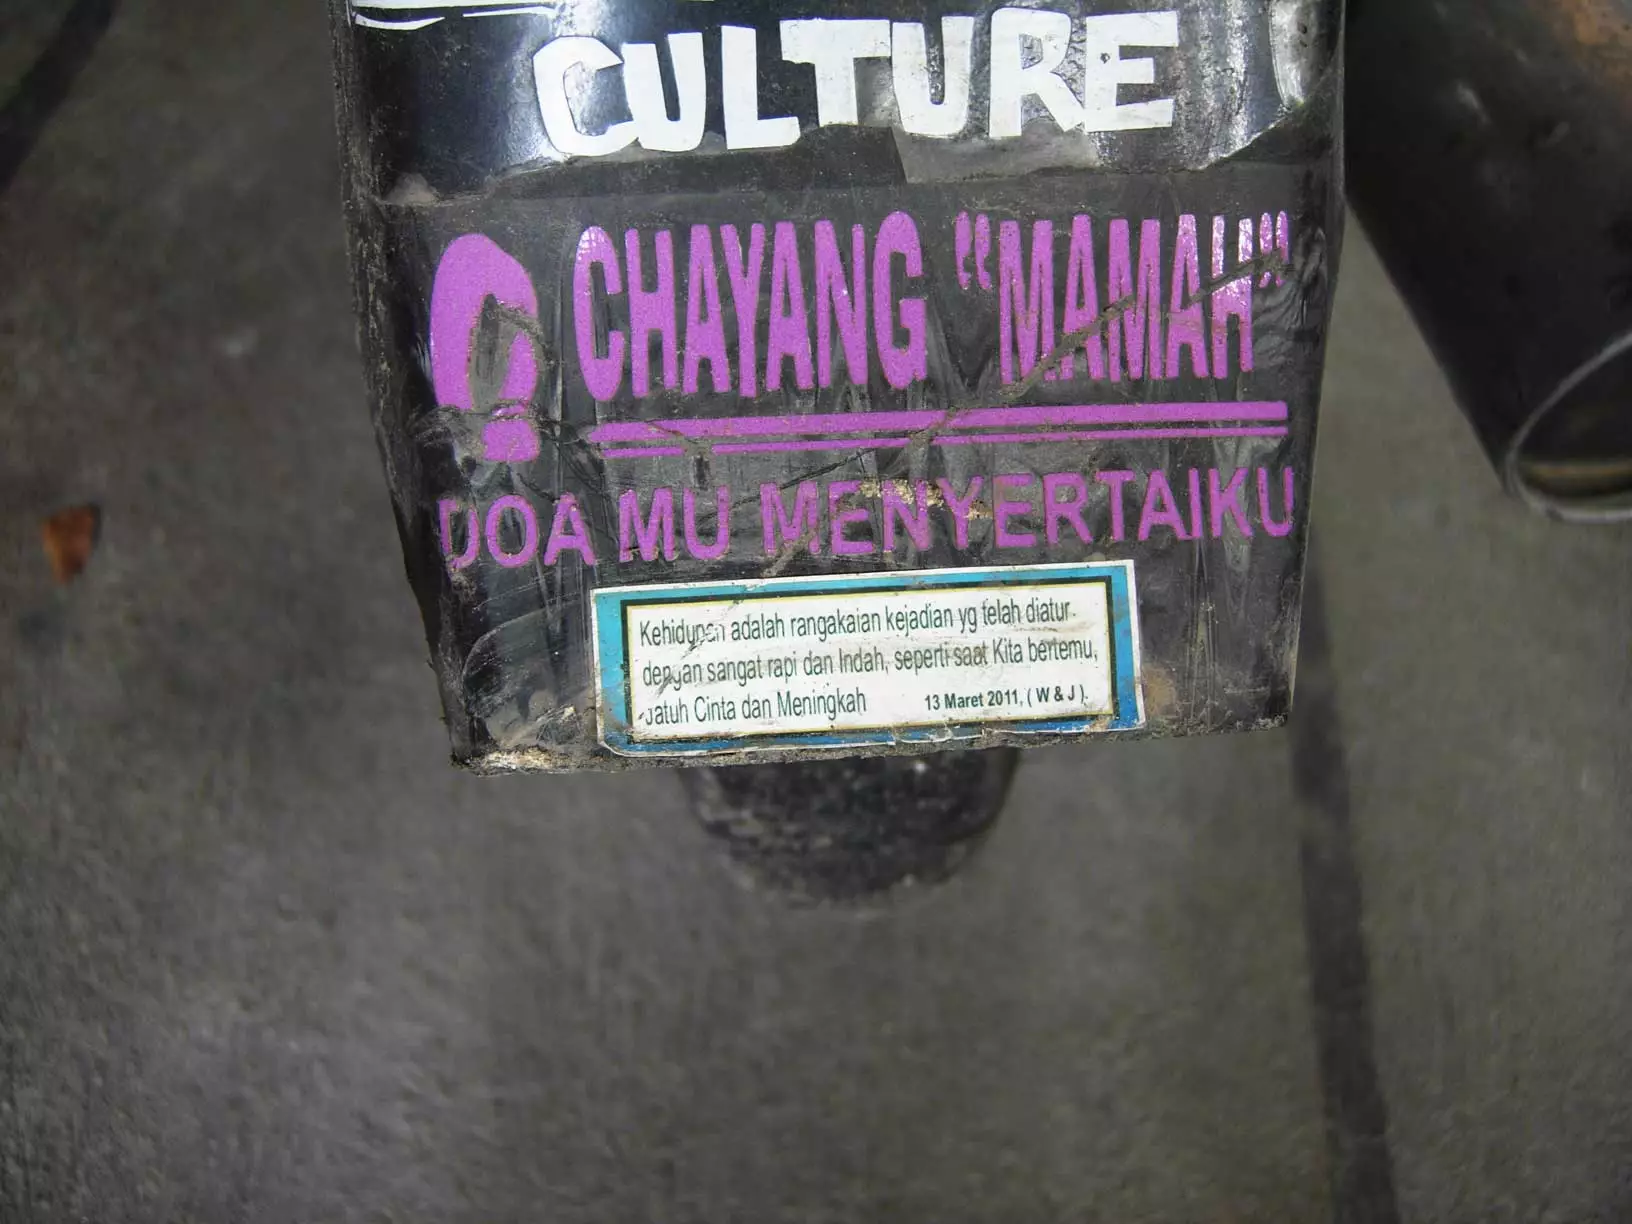 CULTURE
CHAYANG "MAMAH"
DOA MU MENYERTAIKU
Kehidupan adalah rangakaian kejadian yg telah diatur
dengan sangat rapi dan Indah, seperti saat Kita bertemu,
Jatuh Cinta dan Meningkah 13 Maret 2011, ( W & J ).